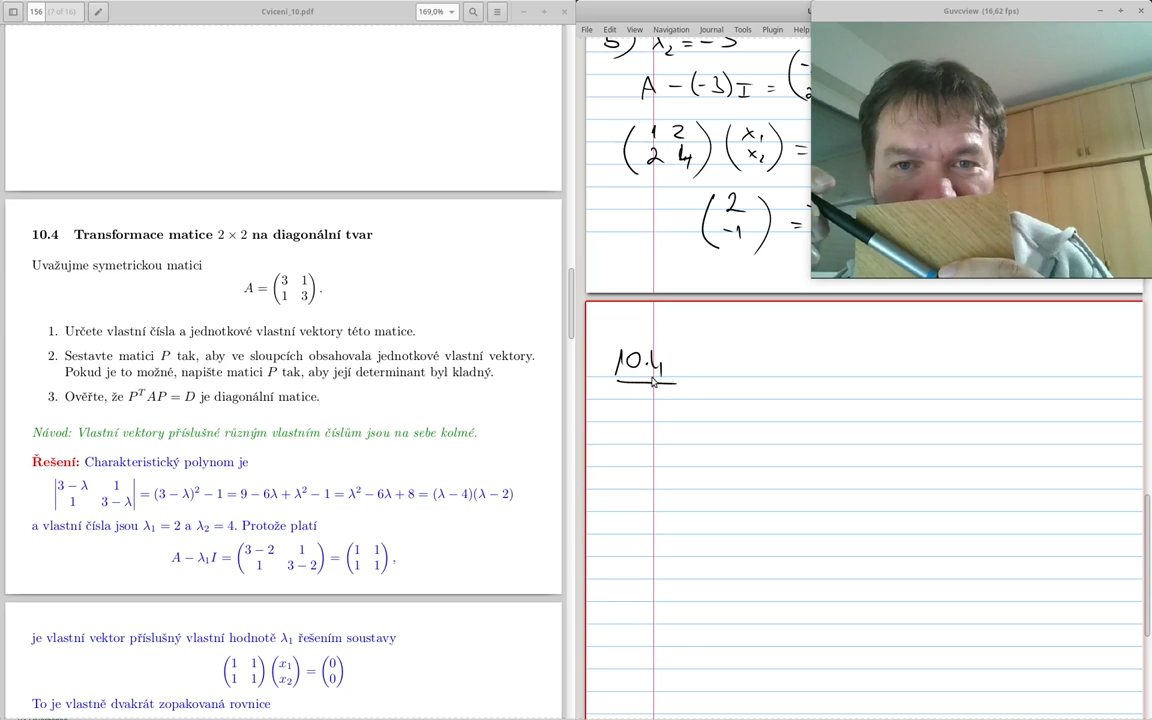 156 (7 of 16) Cviceni_10.pdf 169,0%
10.4 Transformace matice 2 × 2 na diagonální tvar
Uvažujme symetrickou matici
A = (3 1
1 3).
1. Určete vlastní čísla a jednotkové vlastní vektory této matice.
2. Sestavte matici P tak, aby ve sloupcích obsahovala jednotkové vlastní vektory.
Pokud je to možné, napište matici P tak, aby její determinant byl kladný.
3. Ověřte, že PᵀAP = D je diagonální matice.
Návod: Vlastní vektory příslušné různým vlastním číslům jsou na sebe kolmé.
Řešení: Charakteristický polynom je
|3 − λ 1
1 3 − λ| = (3 − λ)² − 1 = 9 − 6λ + λ² − 1 = λ² − 6λ + 8 = (λ − 4)(λ − 2)
a vlastní čísla jsou λ₁ = 2 a λ₂ = 4. Protože platí
A − λ₁I = (3 − 2 1
1 3 − 2) = (1 1
1 1),
je vlastní vektor příslušný vlastní hodnotě λ₁ řešením soustavy
(1 1
1 1) (x₁
x₂) = (0
0)
To je vlastně dvakrát zopakovaná rovnice
File Edit View Navigation Journal Tools Plugin Help
Guvcview (16,62 fps)
λ₂ = −3
A − (−3) I = (
(1 2
2 4) (x₁
x₂) =
(2
−1) =
10.4